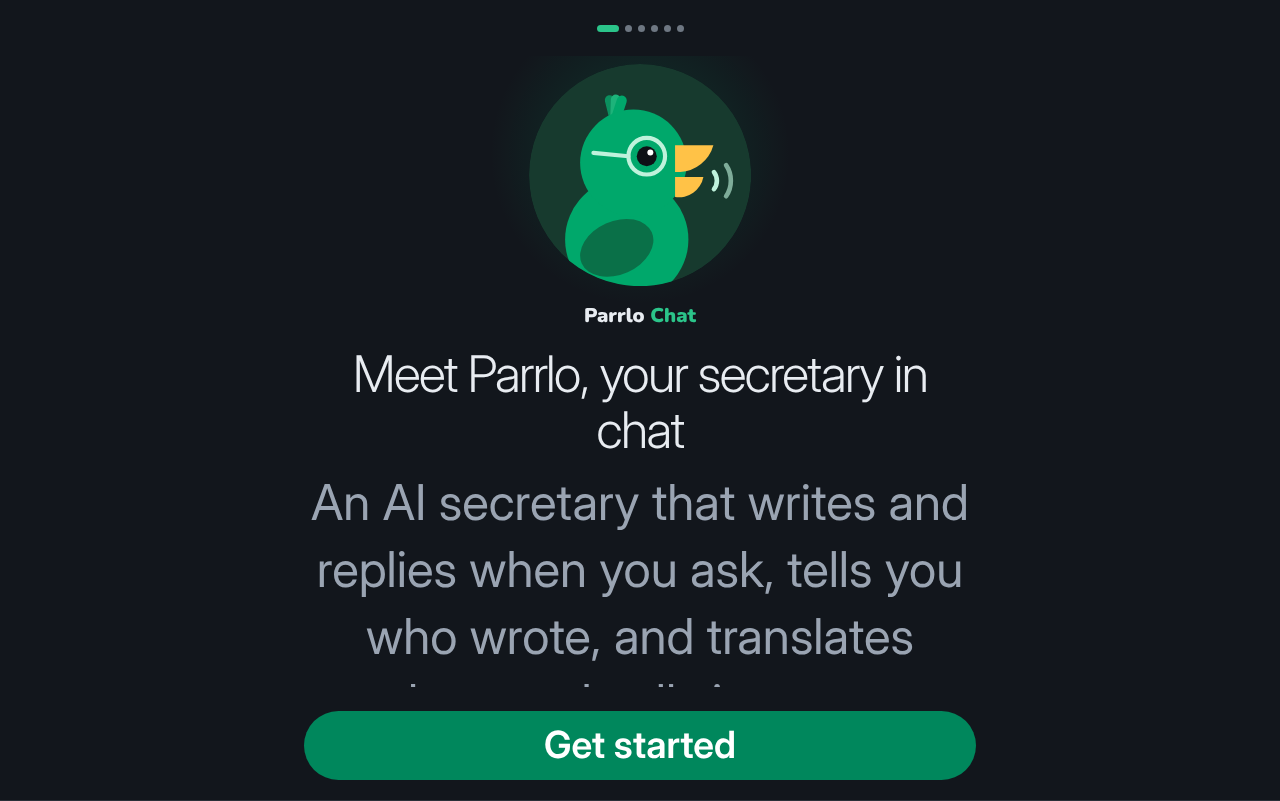 Parrlo Chat
Meet Parrlo, your secretary in
chat
An AI secretary that writes and
replies when you ask, tells you
who wrote, and translates
Get started